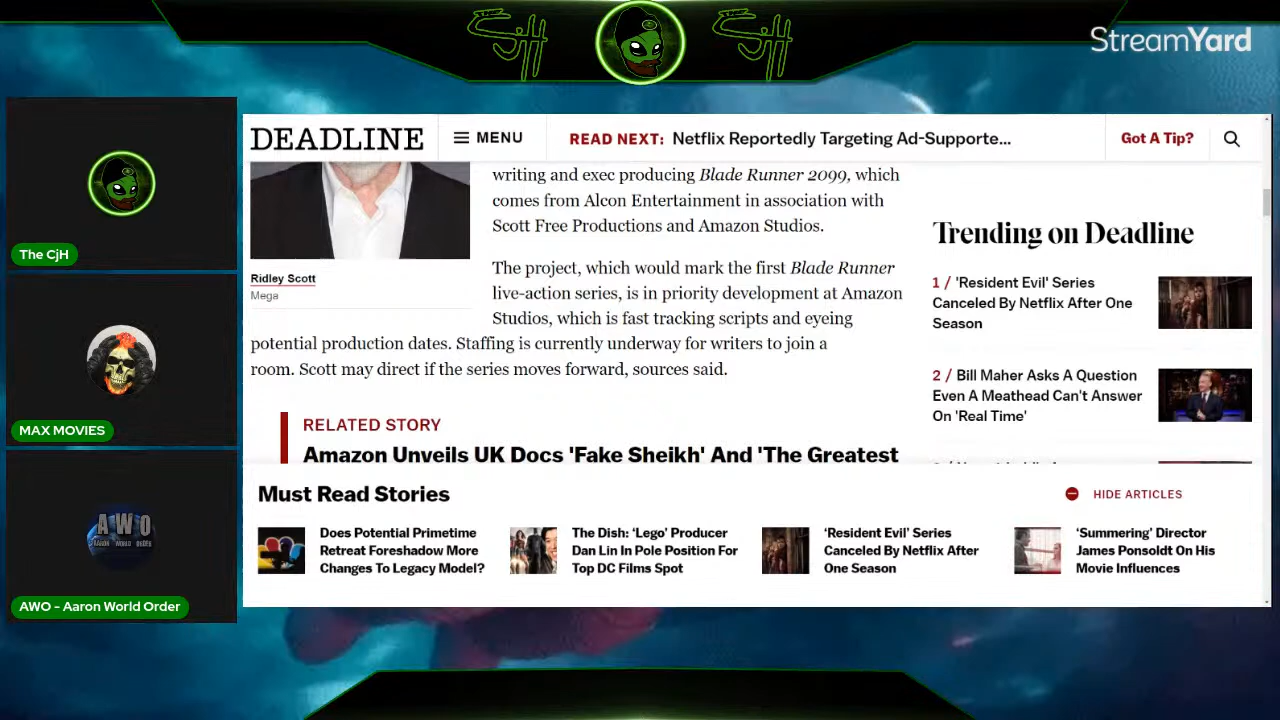 StreamYard
The CjH
MAX MOVIES
AWO
AARON WORLD ORDER
AWO - Aaron World Order
DEADLINE
MENU
READ NEXT: Netflix Reportedly Targeting Ad-Supporte...
Got A Tip?
writing and exec producing Blade Runner 2099, which
comes from Alcon Entertainment in association with
Scott Free Productions and Amazon Studios.
Ridley Scott
Mega
The project, which would mark the first Blade Runner
live-action series, is in priority development at Amazon
Studios, which is fast tracking scripts and eyeing
potential production dates. Staffing is currently underway for writers to join a
room. Scott may direct if the series moves forward, sources said.
RELATED STORY
Amazon Unveils UK Docs 'Fake Sheikh' And 'The Greatest
Trending on Deadline
1 / 'Resident Evil' Series
Canceled By Netflix After One
Season
2 / Bill Maher Asks A Question
Even A Meathead Can't Answer
On 'Real Time'
Must Read Stories
HIDE ARTICLES
Does Potential Primetime
Retreat Foreshadow More
Changes To Legacy Model?
The Dish: ‘Lego’ Producer
Dan Lin In Pole Position For
Top DC Films Spot
‘Resident Evil’ Series
Canceled By Netflix After
One Season
‘Summering’ Director
James Ponsoldt On His
Movie Influences